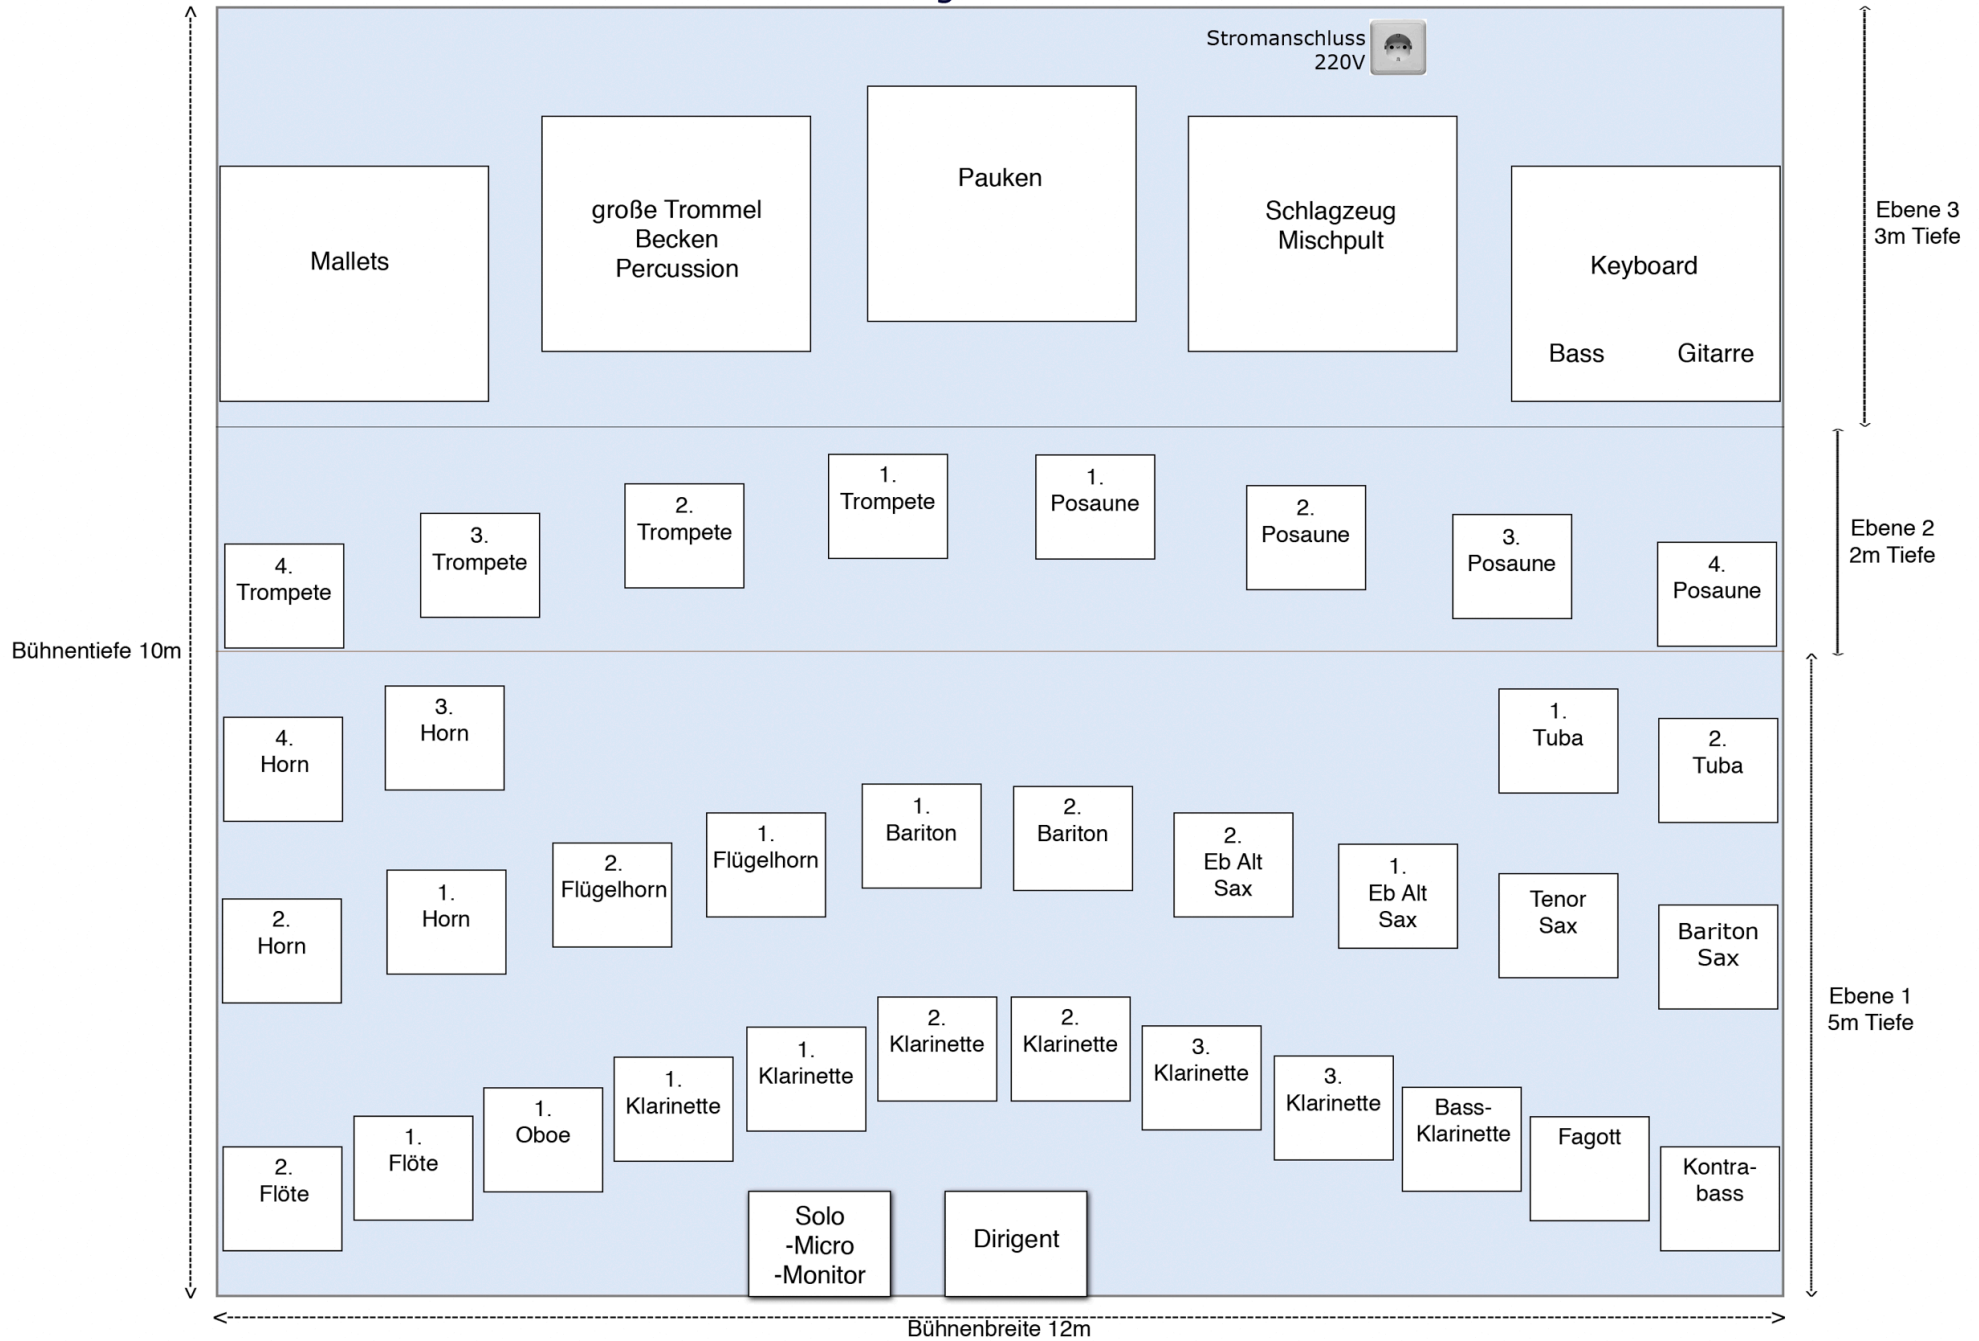 Stromanschluss
220V
Pauken
große Trommel
Becken
Percussion
Schlagzeug
Mischpult
Mallets
Keyboard
Bass Gitarre
Ebene 3
3m Tiefe
1.
Trompete
1.
Posaune
2.
Trompete
2.
Posaune
3.
Trompete
3.
Posaune
4.
Trompete
4.
Posaune
Ebene 2
2m Tiefe
Bühnentiefe 10m
4.
Horn
3.
Horn
1.
Tuba
2.
Tuba
2.
Horn
1.
Horn
2.
Flügelhorn
1.
Flügelhorn
1.
Bariton
2.
Bariton
2.
Eb Alt
Sax
1.
Eb Alt
Sax
Tenor
Sax
Bariton
Sax
Ebene 1
5m Tiefe
2.
Flöte
1.
Flöte
1.
Oboe
1.
Klarinette
1.
Klarinette
2.
Klarinette
2.
Klarinette
3.
Klarinette
3.
Klarinette
Bass-
Klarinette
Fagott
Kontra-
bass
Solo
-Micro
-Monitor
Dirigent
Bühnenbreite 12m